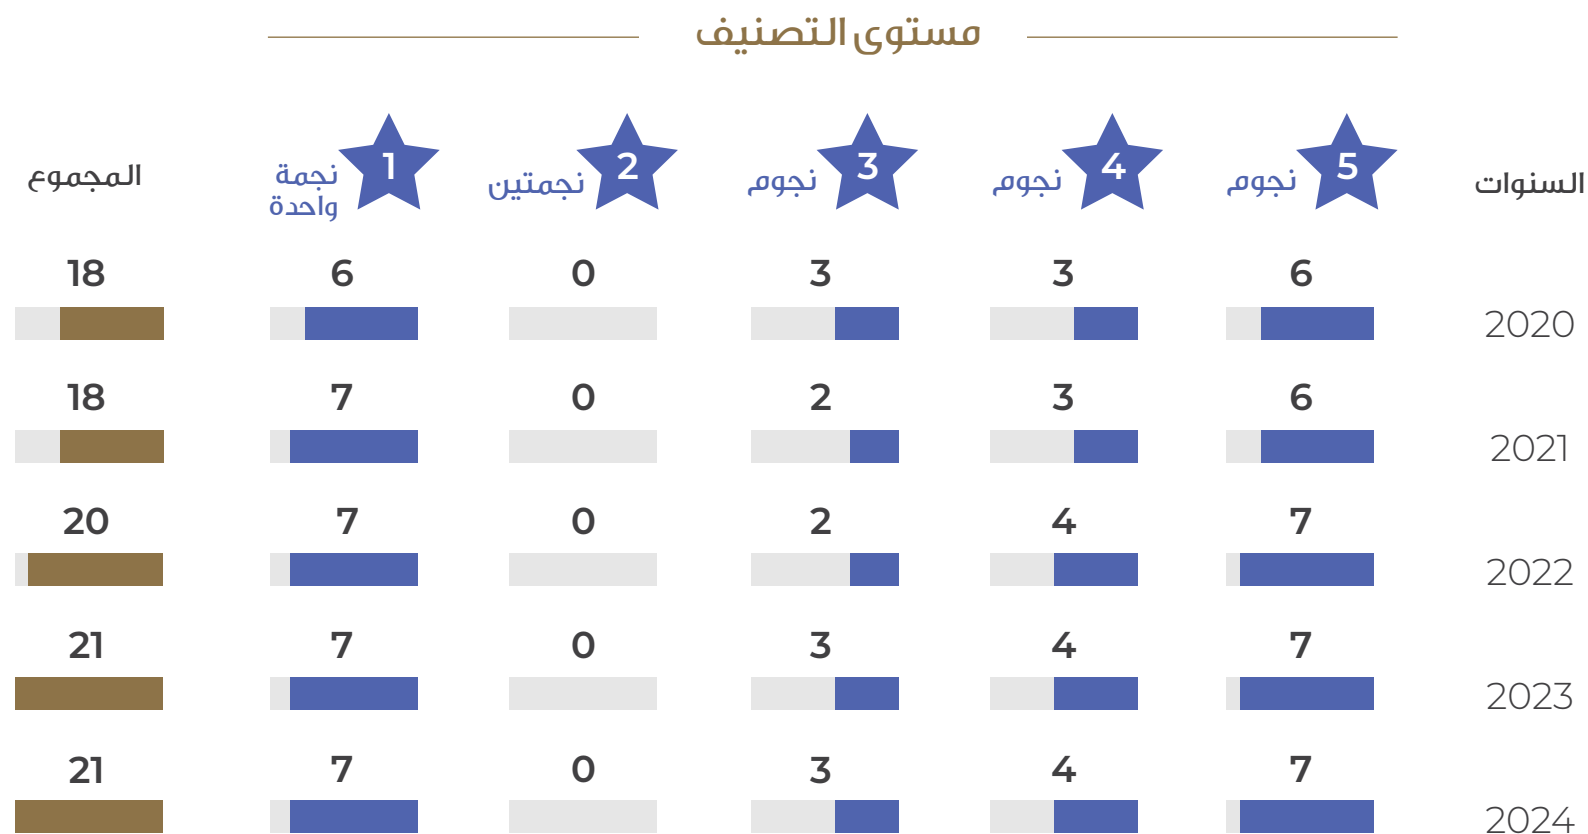 مستوى التصنيف
السنوات 5 نجوم 4 نجوم 3 نجوم 2 نجمتين 1 نجمة واحدة المجموع
2020 6 3 3 0 6 18
2021 6 3 2 0 7 18
2022 7 4 2 0 7 20
2023 7 4 3 0 7 21
2024 7 4 3 0 7 21